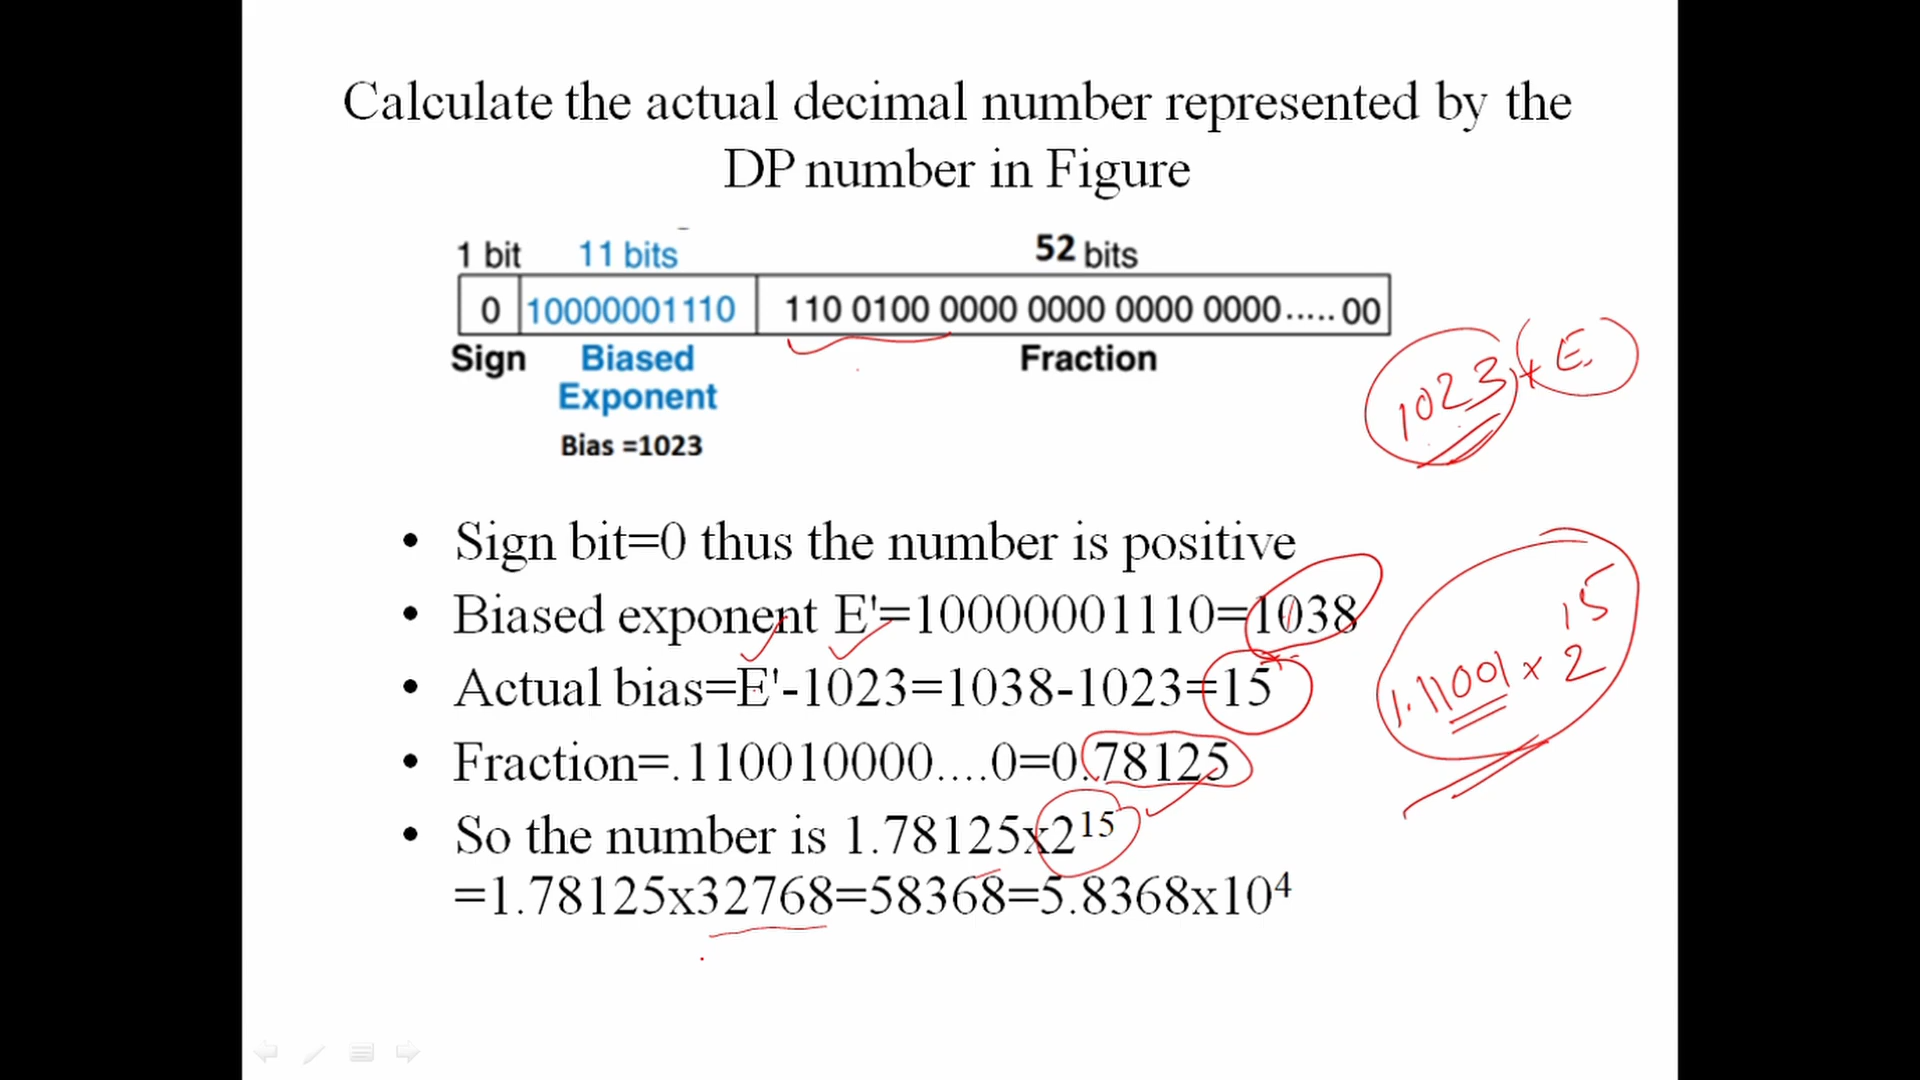 Calculate the actual decimal number represented by the
DP number in Figure
1 bit 11 bits 52 bits
0 10000001110 110 0100 0000 0000 0000 0000.....00
Sign Biased Exponent Fraction
Bias =1023
1023 + E
• Sign bit=0 thus the number is positive
• Biased exponent E'=10000001110=1038
• Actual bias=E'-1023=1038-1023=15
1.11001 x 2^15
• Fraction=.110010000....0=0.78125
• So the number is 1.78125x2^15
=1.78125x32768=58368=5.8368x10^4